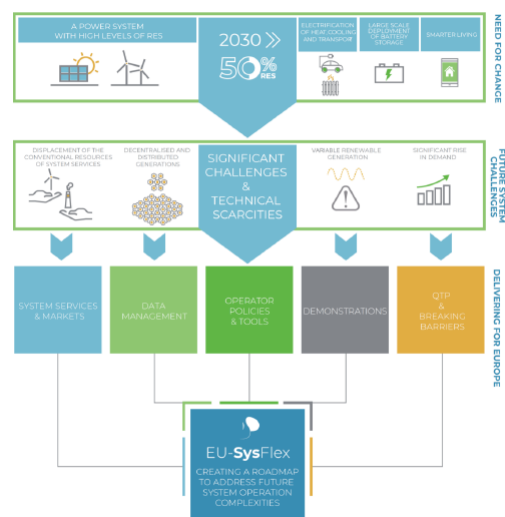 A POWER SYSTEM
WITH HIGH LEVELS OF RES
2030
50%
RES
ELECTRIFICATION
OF HEAT, COOLING
AND TRANSPORT
LARGE SCALE
DEPLOYMENT
OF BATTERY
STORAGE
SMARTER LIVING
NEED FOR CHANGE
DISPLACEMENT OF THE
CONVENTIONAL RESOURCES
OF SYSTEM SERVICES
DECENTRALISED AND
DISTRIBUTED
GENERATIONS
SIGNIFICANT
CHALLENGES
&
TECHNICAL
SCARCITIES
VARIABLE RENEWABLE
GENERATION
SIGNIFICANT RISE
IN DEMAND
FUTURE SYSTEM
CHALLENGES
SYSTEM SERVICES
& MARKETS
DATA
MANAGEMENT
OPERATOR
POLICIES
& TOOLS
DEMONSTRATIONS
QTP
&
BREAKING
BARRIERS
DELIVERING FOR EUROPE
EU-SysFlex
CREATING A ROADMAP
TO ADDRESS FUTURE
SYSTEM OPERATION
COMPLEXITIES